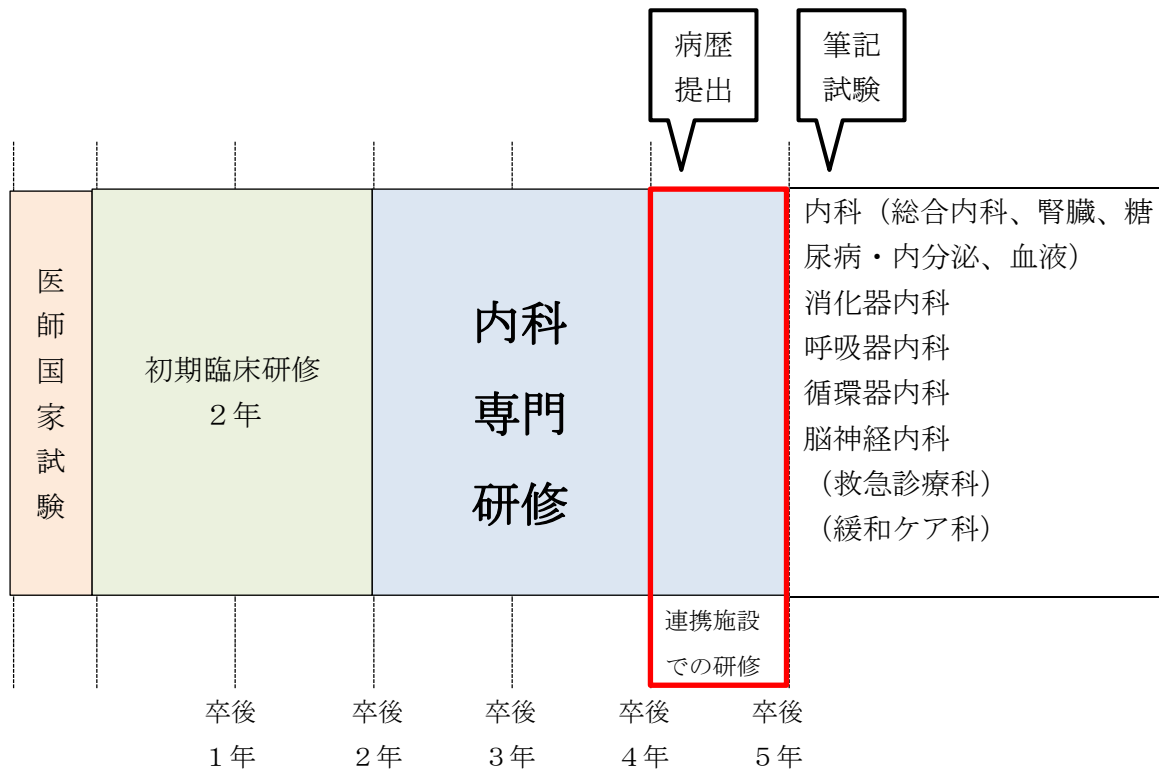 病歴
提出
筆記
試験
医
師
国
家
試
験
初期臨床研修
2年
内科
専門
研修
内科(総合内科、腎臓、糖
尿病・内分泌、血液)
消化器内科
呼吸器内科
循環器内科
脳神経内科
(救急診療科)
(緩和ケア科)
連携施設
での研修
卒後
1年
卒後
2年
卒後
3年
卒後
4年
卒後
5年